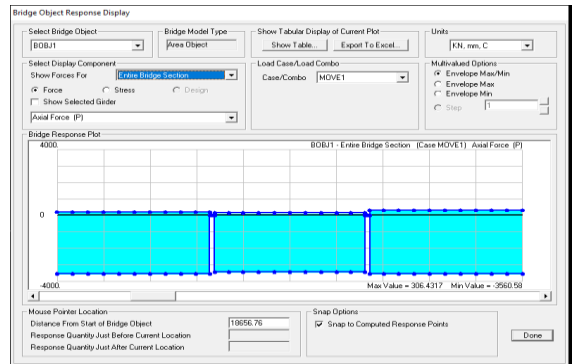 Bridge Object Response Display
Select Bridge Object
BOBJ1
Bridge Model Type
Area Object
Show Tabular Display of Current Plot
Show Table...
Export To Excel...
Units
KN, mm, C
Select Display Component
Show Forces For
Entire Bridge Section
Force
Stress
Design
Show Selected Girder
Axial Force (P)
Load Case/Load Combo
Case/Combo
MOVE1
Multivalued Options
Envelope Max/Min
Envelope Max
Envelope Min
Step
1
Bridge Response Plot
4000.
BOBJ1 - Entire Bridge Section (Case MOVE1) Axial Force (P)
0
-4000.
Max Value = 306.4317 Min Value = -3560.58
Mouse Pointer Location
Distance From Start of Bridge Object
18656.76
Response Quantity Just Before Current Location
Response Quantity Just After Current Location
Snap Options
Snap to Computed Response Points
Done